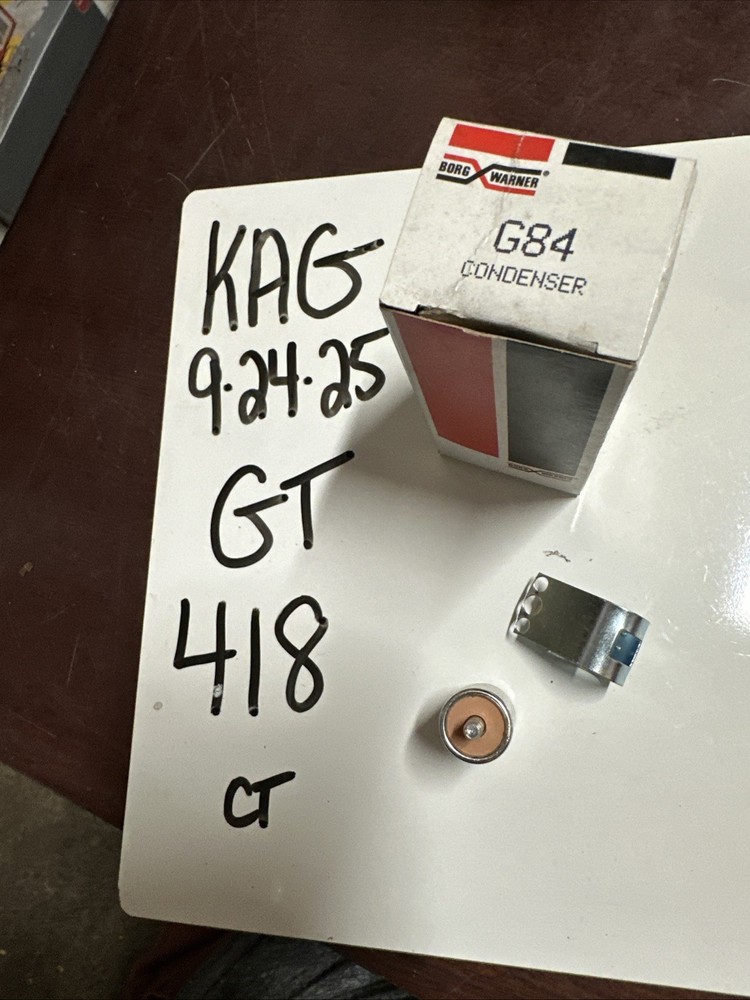 KAG
9.24.25
GT
418
CT
BORG WARNER®
G84
CONDENSER